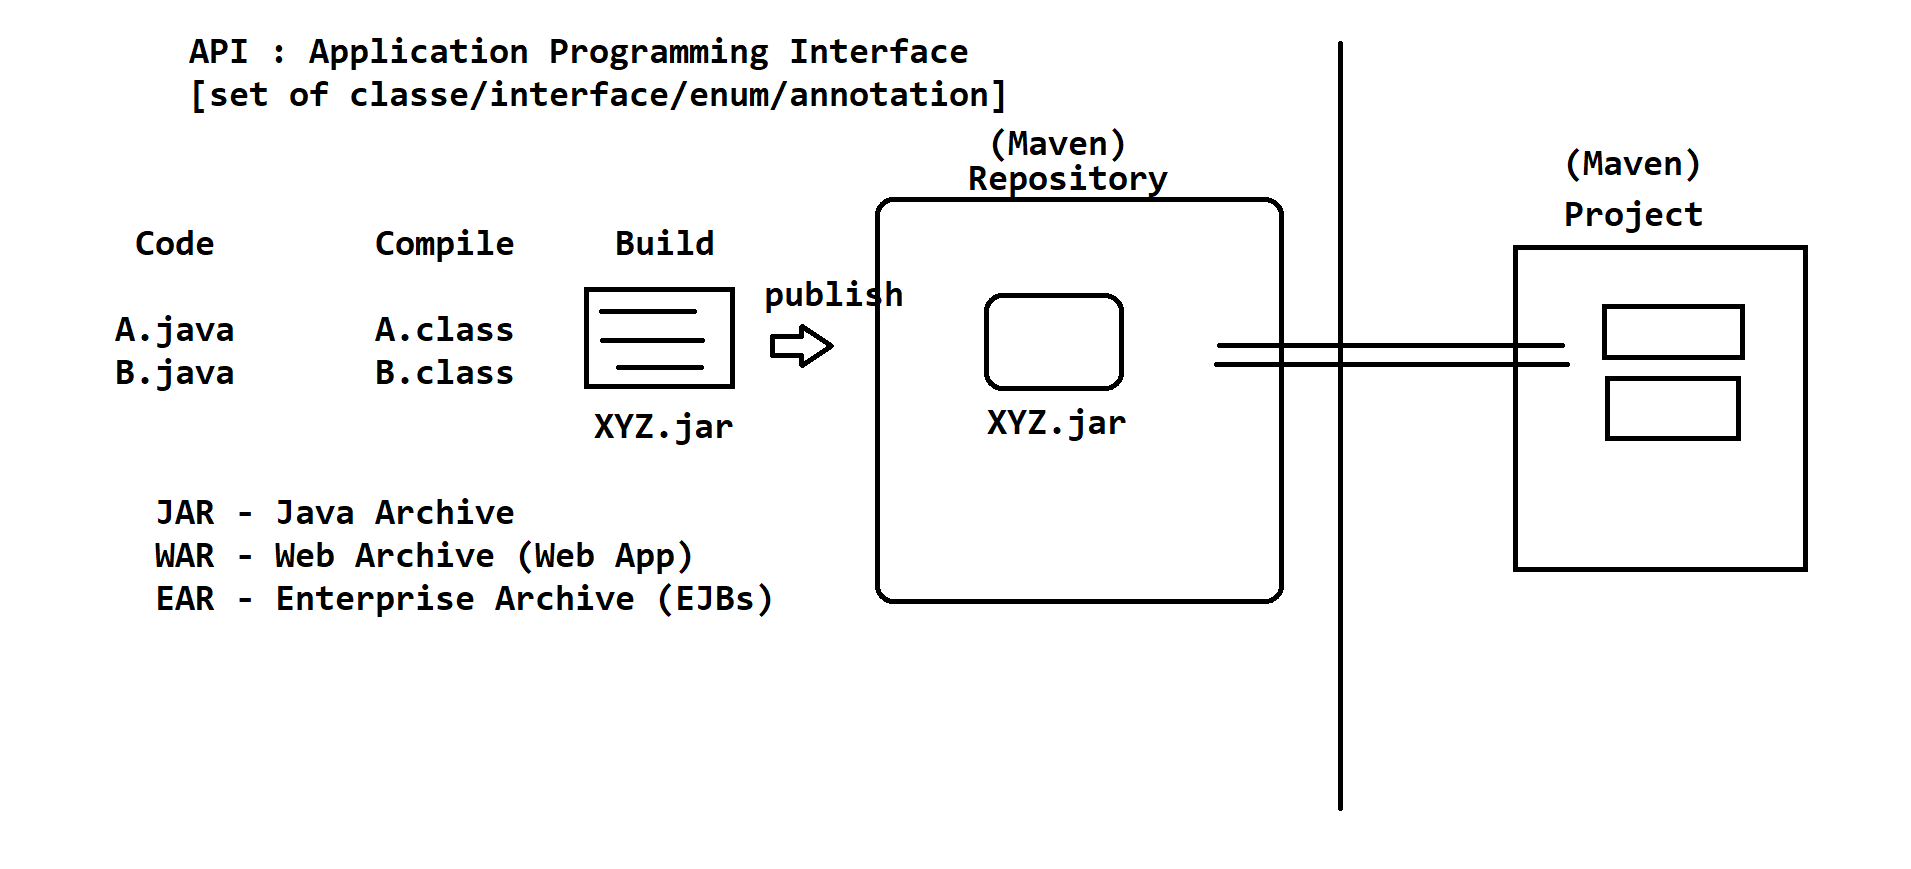 API : Application Programming Interface
[set of classe/interface/enum/annotation]
(Maven)
Repository
(Maven)
Project
Code Compile Build
publish
A.java A.class
B.java B.class
XYZ.jar
XYZ.jar
JAR - Java Archive
WAR - Web Archive (Web App)
EAR - Enterprise Archive (EJBs)